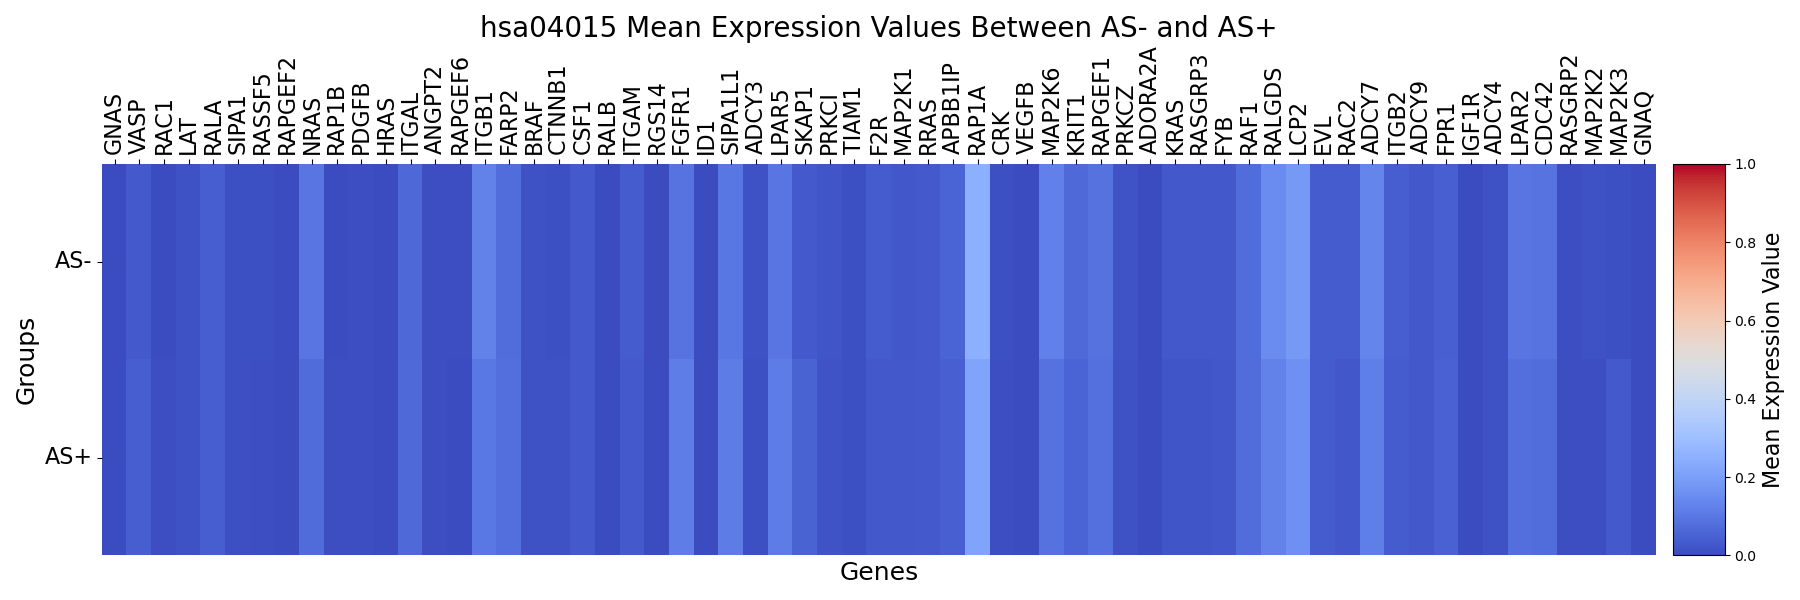 hsa04015 Mean Expression Values Between AS- and AS+
GNAS
VASP
RAC1
LAT
RALA
SIPA1
RASSF5
RAPGEF2
NRAS
RAP1B
PDGFB
HRAS
ITGAL
ANGPT2
RAPGEF6
ITGB1
FARP2
BRAF
CTNNB1
CSF1
RALB
ITGAM
RGS14
FGFR1
ID1
SIPA1L1
ADCY3
LPAR5
SKAP1
PRKCI
TIAM1
F2R
MAP2K1
RRAS
APBB1IP
RAP1A
CRK
VEGFB
MAP2K6
KRIT1
RAPGEF1
PRKCZ
ADORA2A
KRAS
RASGRP3
FYB
RAF1
RALGDS
LCP2
EVL
RAC2
ADCY7
ITGB2
ADCY9
FPR1
IGF1R
ADCY4
LPAR2
CDC42
RASGRP2
MAP2K2
MAP2K3
GNAQ
Groups
AS-
AS+
Genes
1.0
0.8
0.6
0.4
0.2
0.0
Mean Expression Value